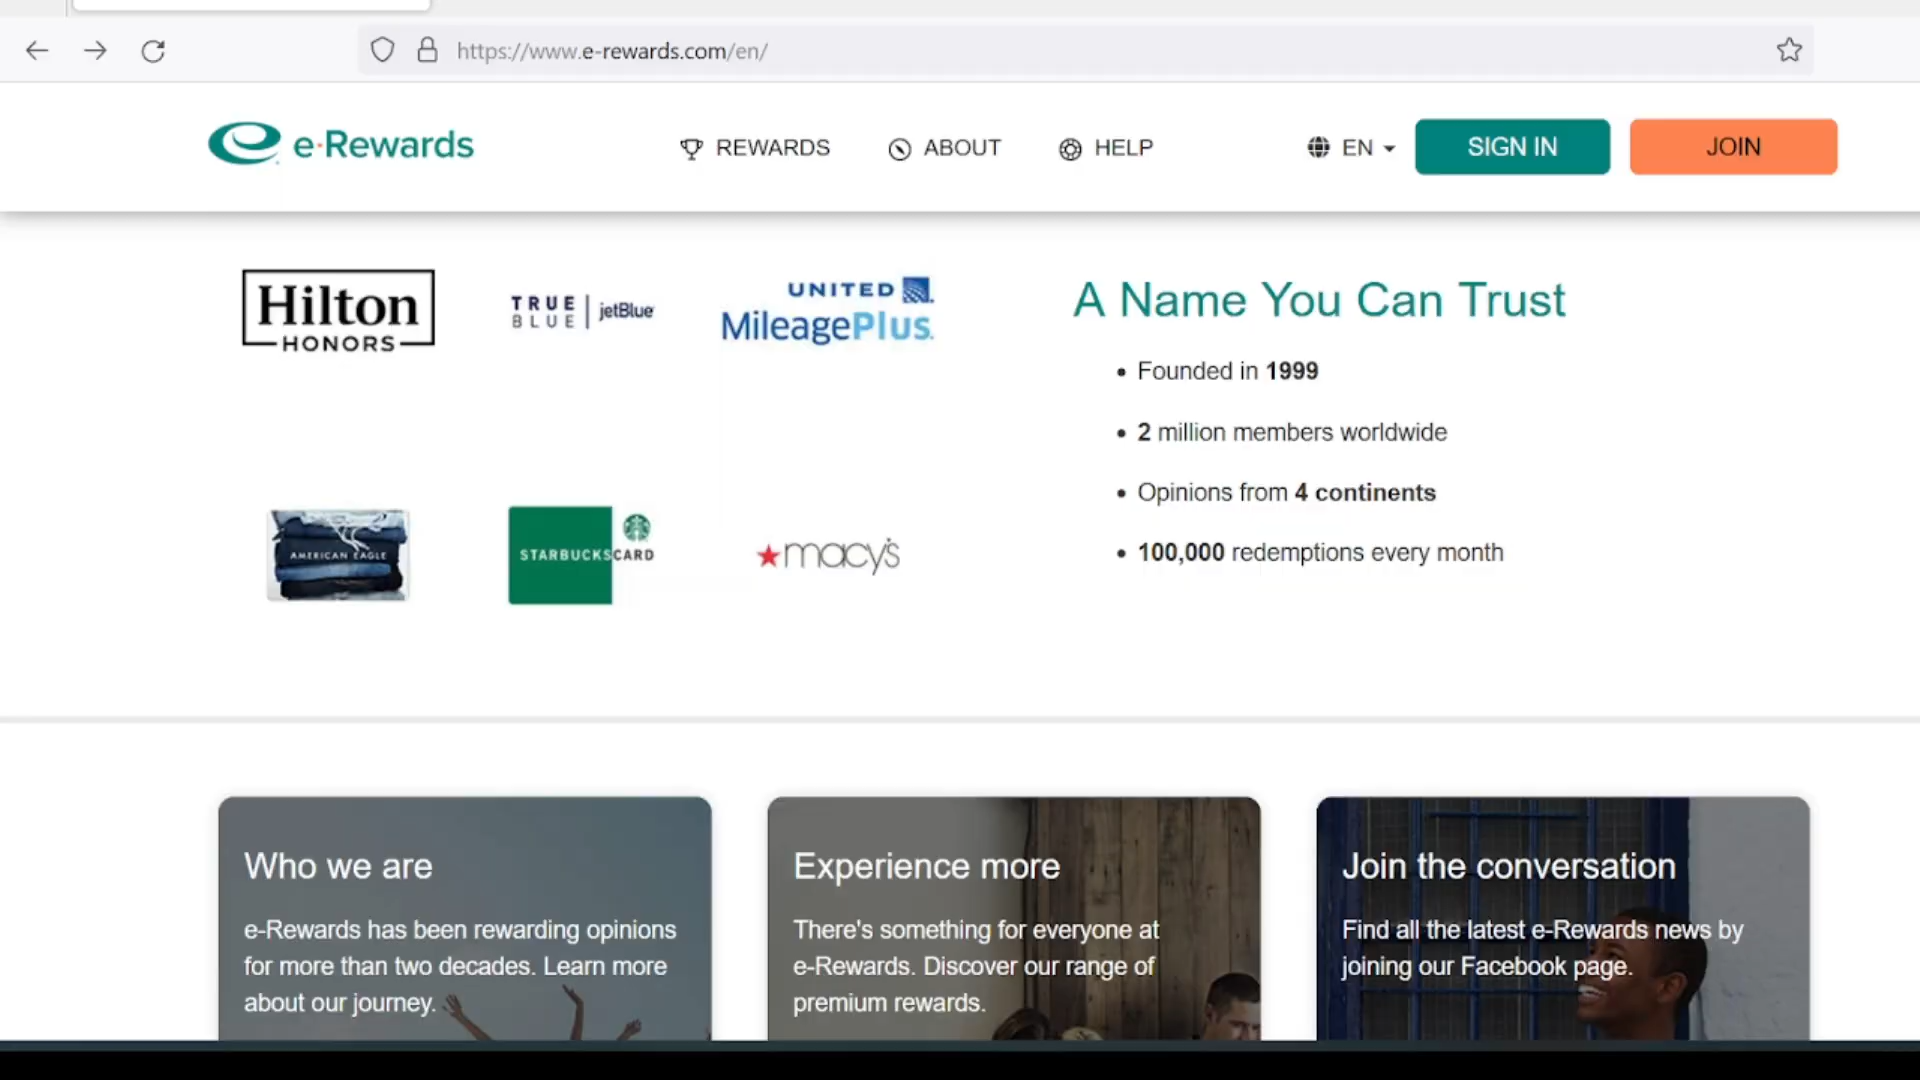 https://www.e-rewards.com/en/
e·Rewards
REWARDS
ABOUT
HELP
EN
SIGN IN
JOIN
Hilton
HONORS
TRUE
BLUE
jetBlue
UNITED
MileagePlus.
A Name You Can Trust
• Founded in 1999
• 2 million members worldwide
• Opinions from 4 continents
• 100,000 redemptions every month
AMERICAN EAGLE
STARBUCKS CARD
macy's
Who we are
e-Rewards has been rewarding opinions
for more than two decades. Learn more
about our journey.
Experience more
There's something for everyone at
e-Rewards. Discover our range of
premium rewards.
Join the conversation
Find all the latest e-Rewards news by
joining our Facebook page.